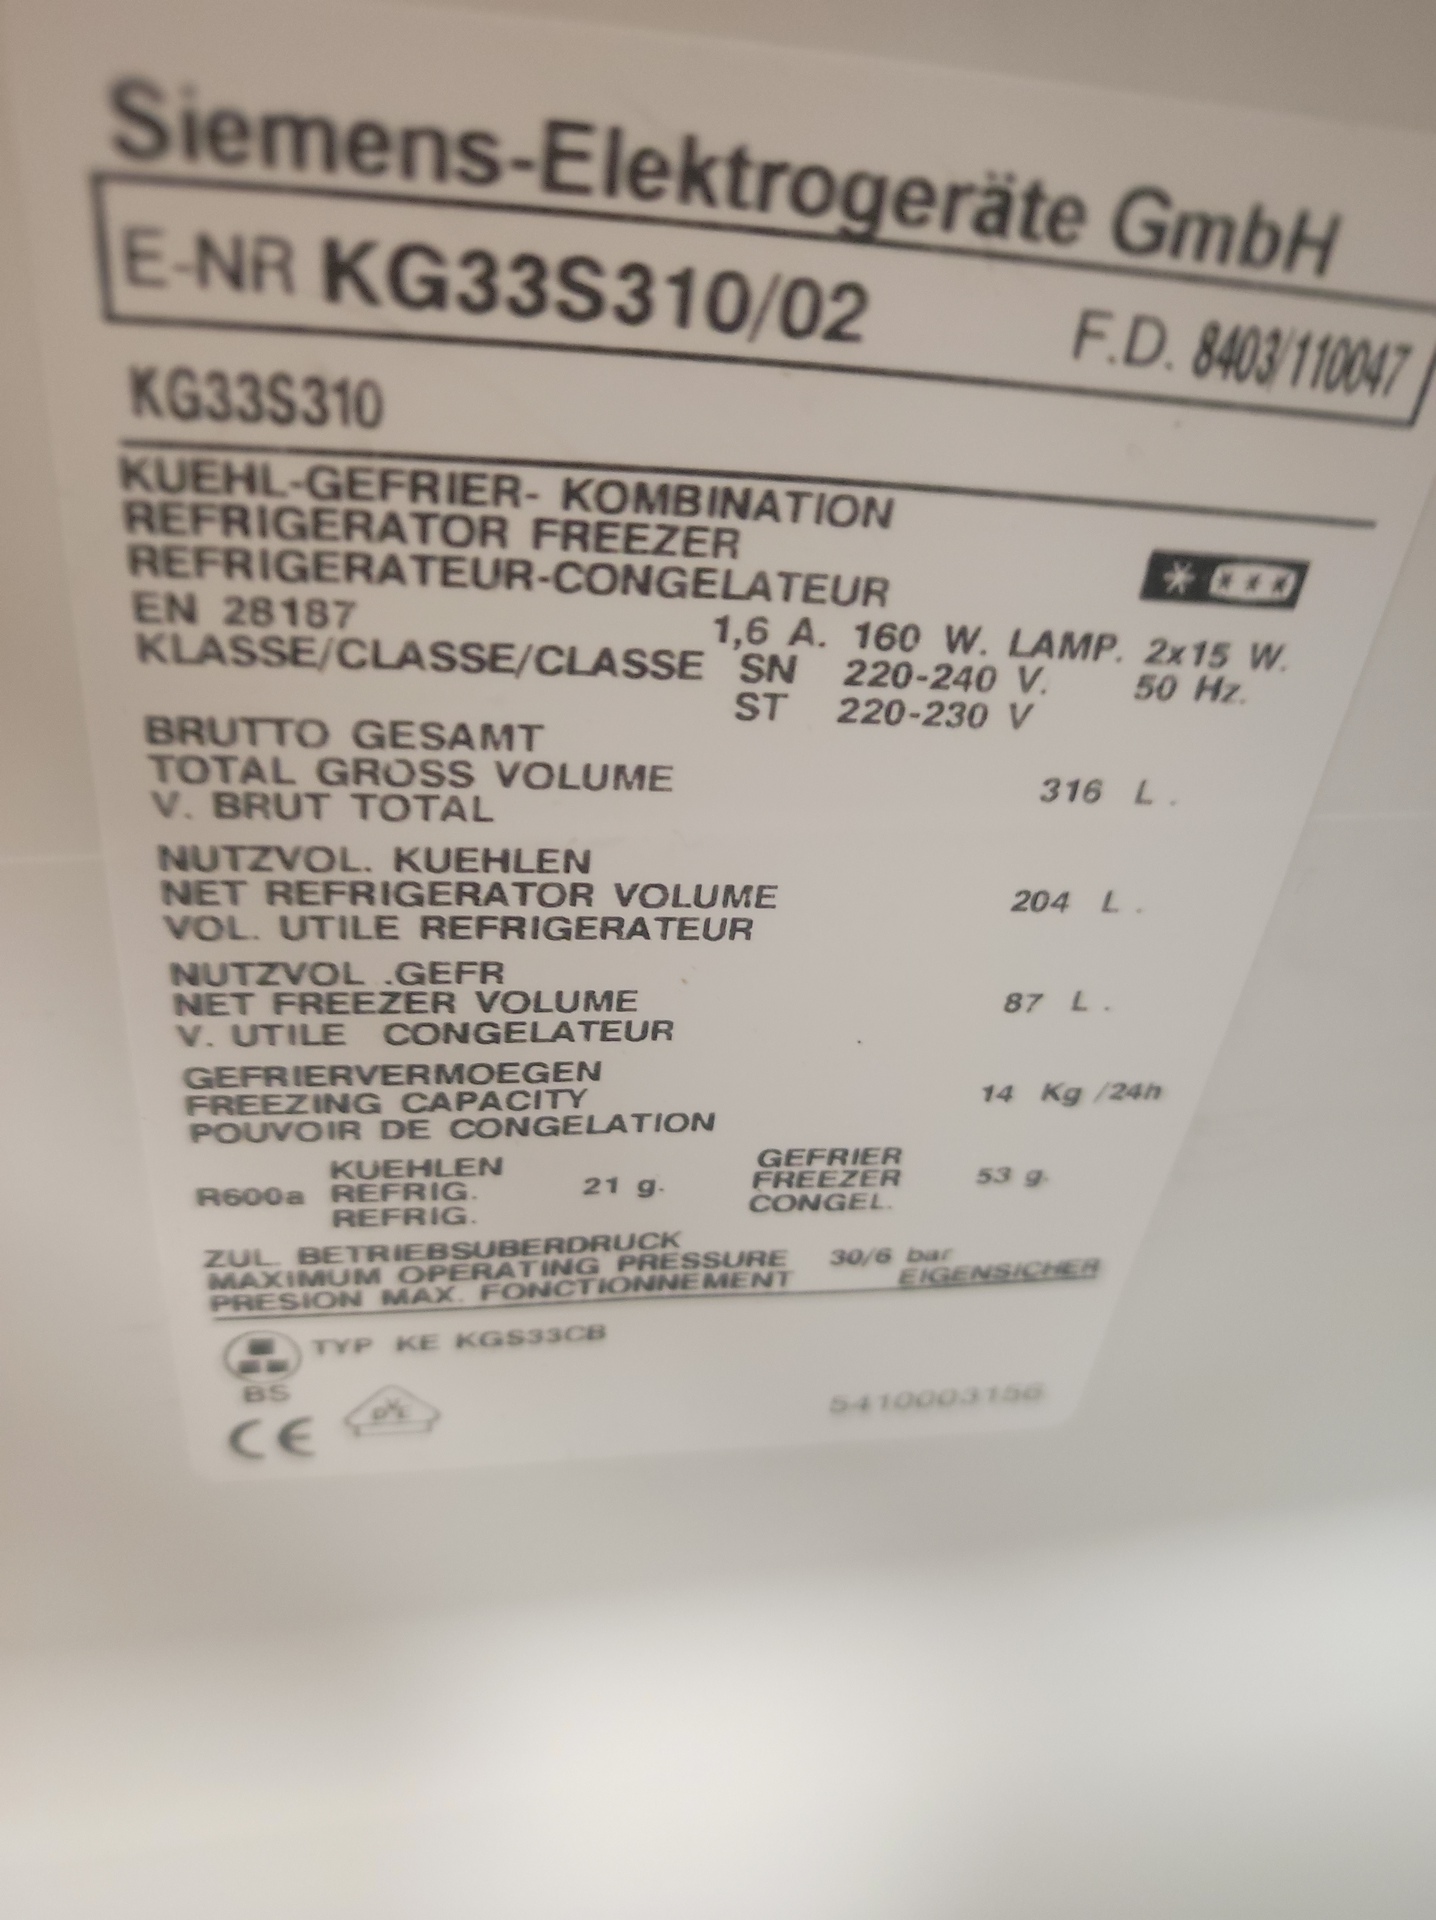 Siemens-Elektrogeräte GmbH
E-NR KG33S310/02 F.D. 8403/110047
KG33S310
KUEHL-GEFRIER- KOMBINATION
REFRIGERATOR FREEZER
REFRIGERATEUR-CONGELATEUR
EN 28187 1,6 A. 160 W. LAMP. 2x15 W.
KLASSE/CLASSE/CLASSE SN 220-240 V. 50 Hz.
ST 220-230 V
BRUTTO GESAMT
TOTAL GROSS VOLUME 316 L.
V. BRUT TOTAL
NUTZVOL. KUEHLEN
NET REFRIGERATOR VOLUME 204 L.
VOL. UTILE REFRIGERATEUR
NUTZVOL .GEFR
NET FREEZER VOLUME 87 L.
V. UTILE CONGELATEUR
GEFRIERVERMOEGEN
FREEZING CAPACITY 14 Kg /24h
POUVOIR DE CONGELATION
KUEHLEN GEFRIER
R600a REFRIG. 21 g. FREEZER 53 g.
REFRIG. CONGEL.
ZUL. BETRIEBSUBERDRUCK
MAXIMUM OPERATING PRESSURE 30/6 bar
PRESION MAX. FONCTIONNEMENT EIGENSICHER
TYP KE KGS33CB
BS
CE
5410003156